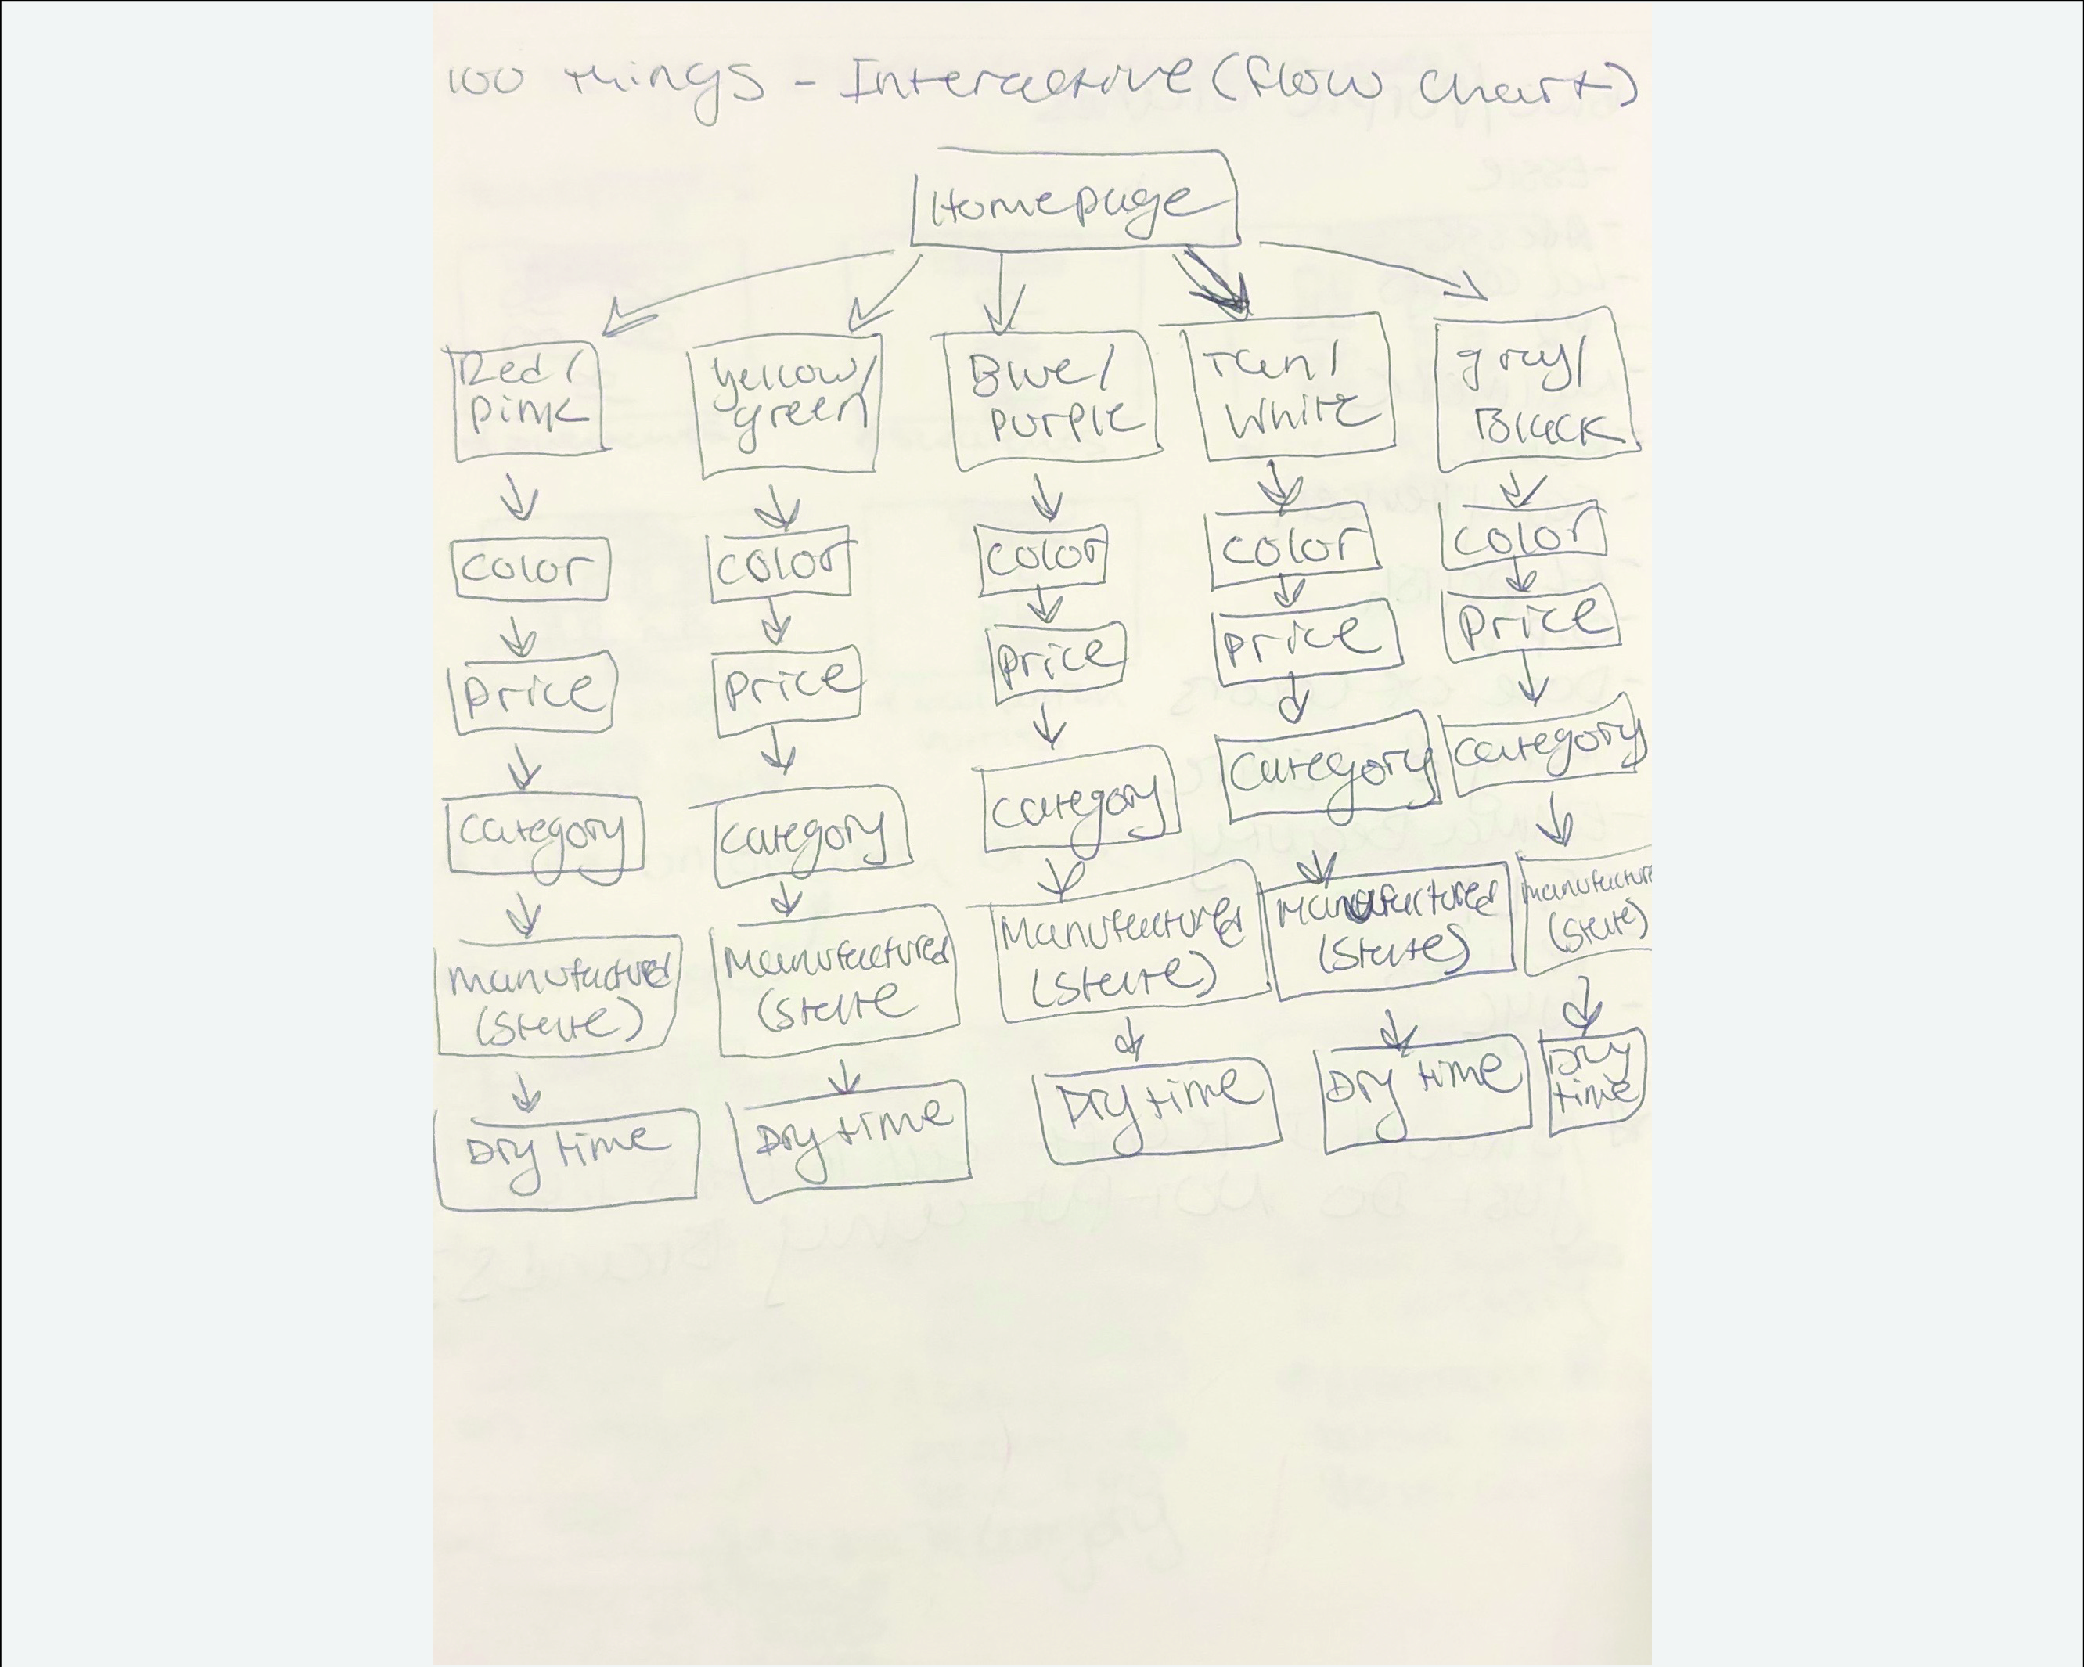 100 Things - Interactive (Flow Chart)
Homepage
Red/
pink
yellow/
green
Blue/
purple
Tan/
White
gray/
Black
color
color
color
color
color
price
price
price
price
price
category
category
category
category
category
manufactured
(State)
Manufactured
(State
Manufactured
(State)
Manufactured
(State)
manufacture
(State)
Dry time
Dry time
Dry time
Dry time
Dry
time